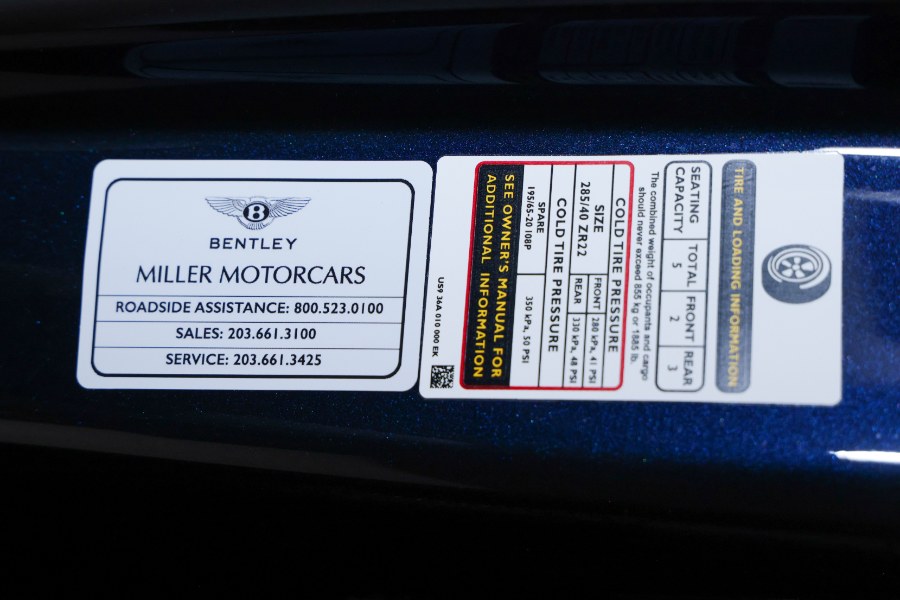 B
BENTLEY
MILLER MOTORCARS
ROADSIDE ASSISTANCE: 800.523.0100
SALES: 203.661.3100
SERVICE: 203.661.3425
TIRE AND LOADING INFORMATION
SEATING CAPACITY
TOTAL 5
FRONT 2
REAR 3
The combined weight of occupants and cargo
should never exceed 855 kg or 1885 lb.
COLD TIRE PRESSURE
SIZE
285/40 ZR22
FRONT 280 kPa, 41 PSI
REAR 330 kPa, 48 PSI
COLD TIRE PRESSURE
SPARE
195/65-20 108P
350 kPa, 50 PSI
SEE OWNER'S MANUAL FOR
ADDITIONAL INFORMATION
US9 36A 010 000 EK